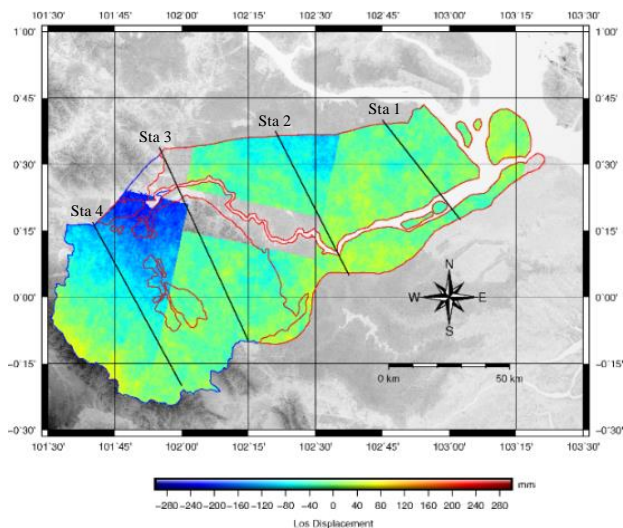 101°30' 101°45' 102°00' 102°15' 102°30' 102°45' 103°00' 103°15' 103°30'
1°00' 1°00'
0°45' 0°45'
Sta 1
Sta 2
Sta 3
0°30' 0°30'
Sta 4
0°15' 0°15'
N
0°00' W E 0°00'
S
-0°15' 0 km 50 km -0°15'
-0°30' -0°30'
101°30' 101°45' 102°00' 102°15' 102°30' 102°45' 103°00' 103°15' 103°30'
mm
-280 -240 -200 -160 -120 -80 -40 0 40 80 120 160 200 240 280
Los Displacement